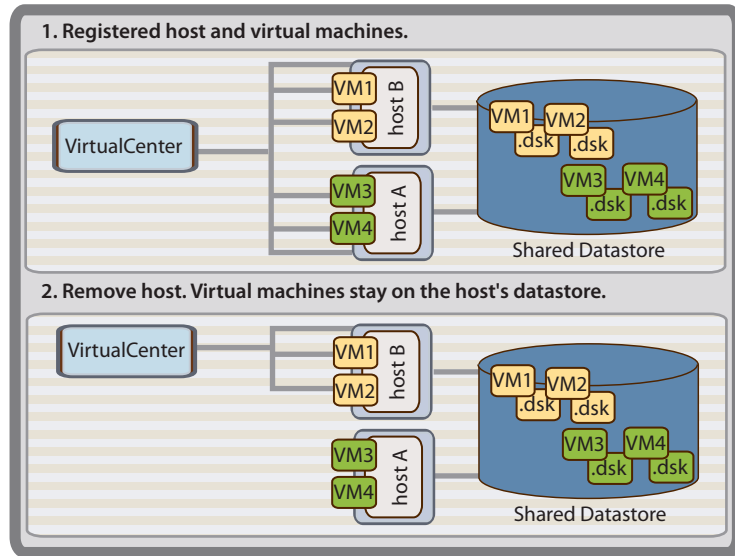 1. Registered host and virtual machines.
VirtualCenter
VM1
VM2
host B
VM3
VM4
host A
VM1
.dsk
VM2
.dsk
VM3
.dsk
VM4
.dsk
Shared Datastore
2. Remove host. Virtual machines stay on the host's datastore.
VirtualCenter
VM1
VM2
host B
VM3
VM4
host A
VM1
.dsk
VM2
.dsk
VM3
.dsk
VM4
.dsk
Shared Datastore